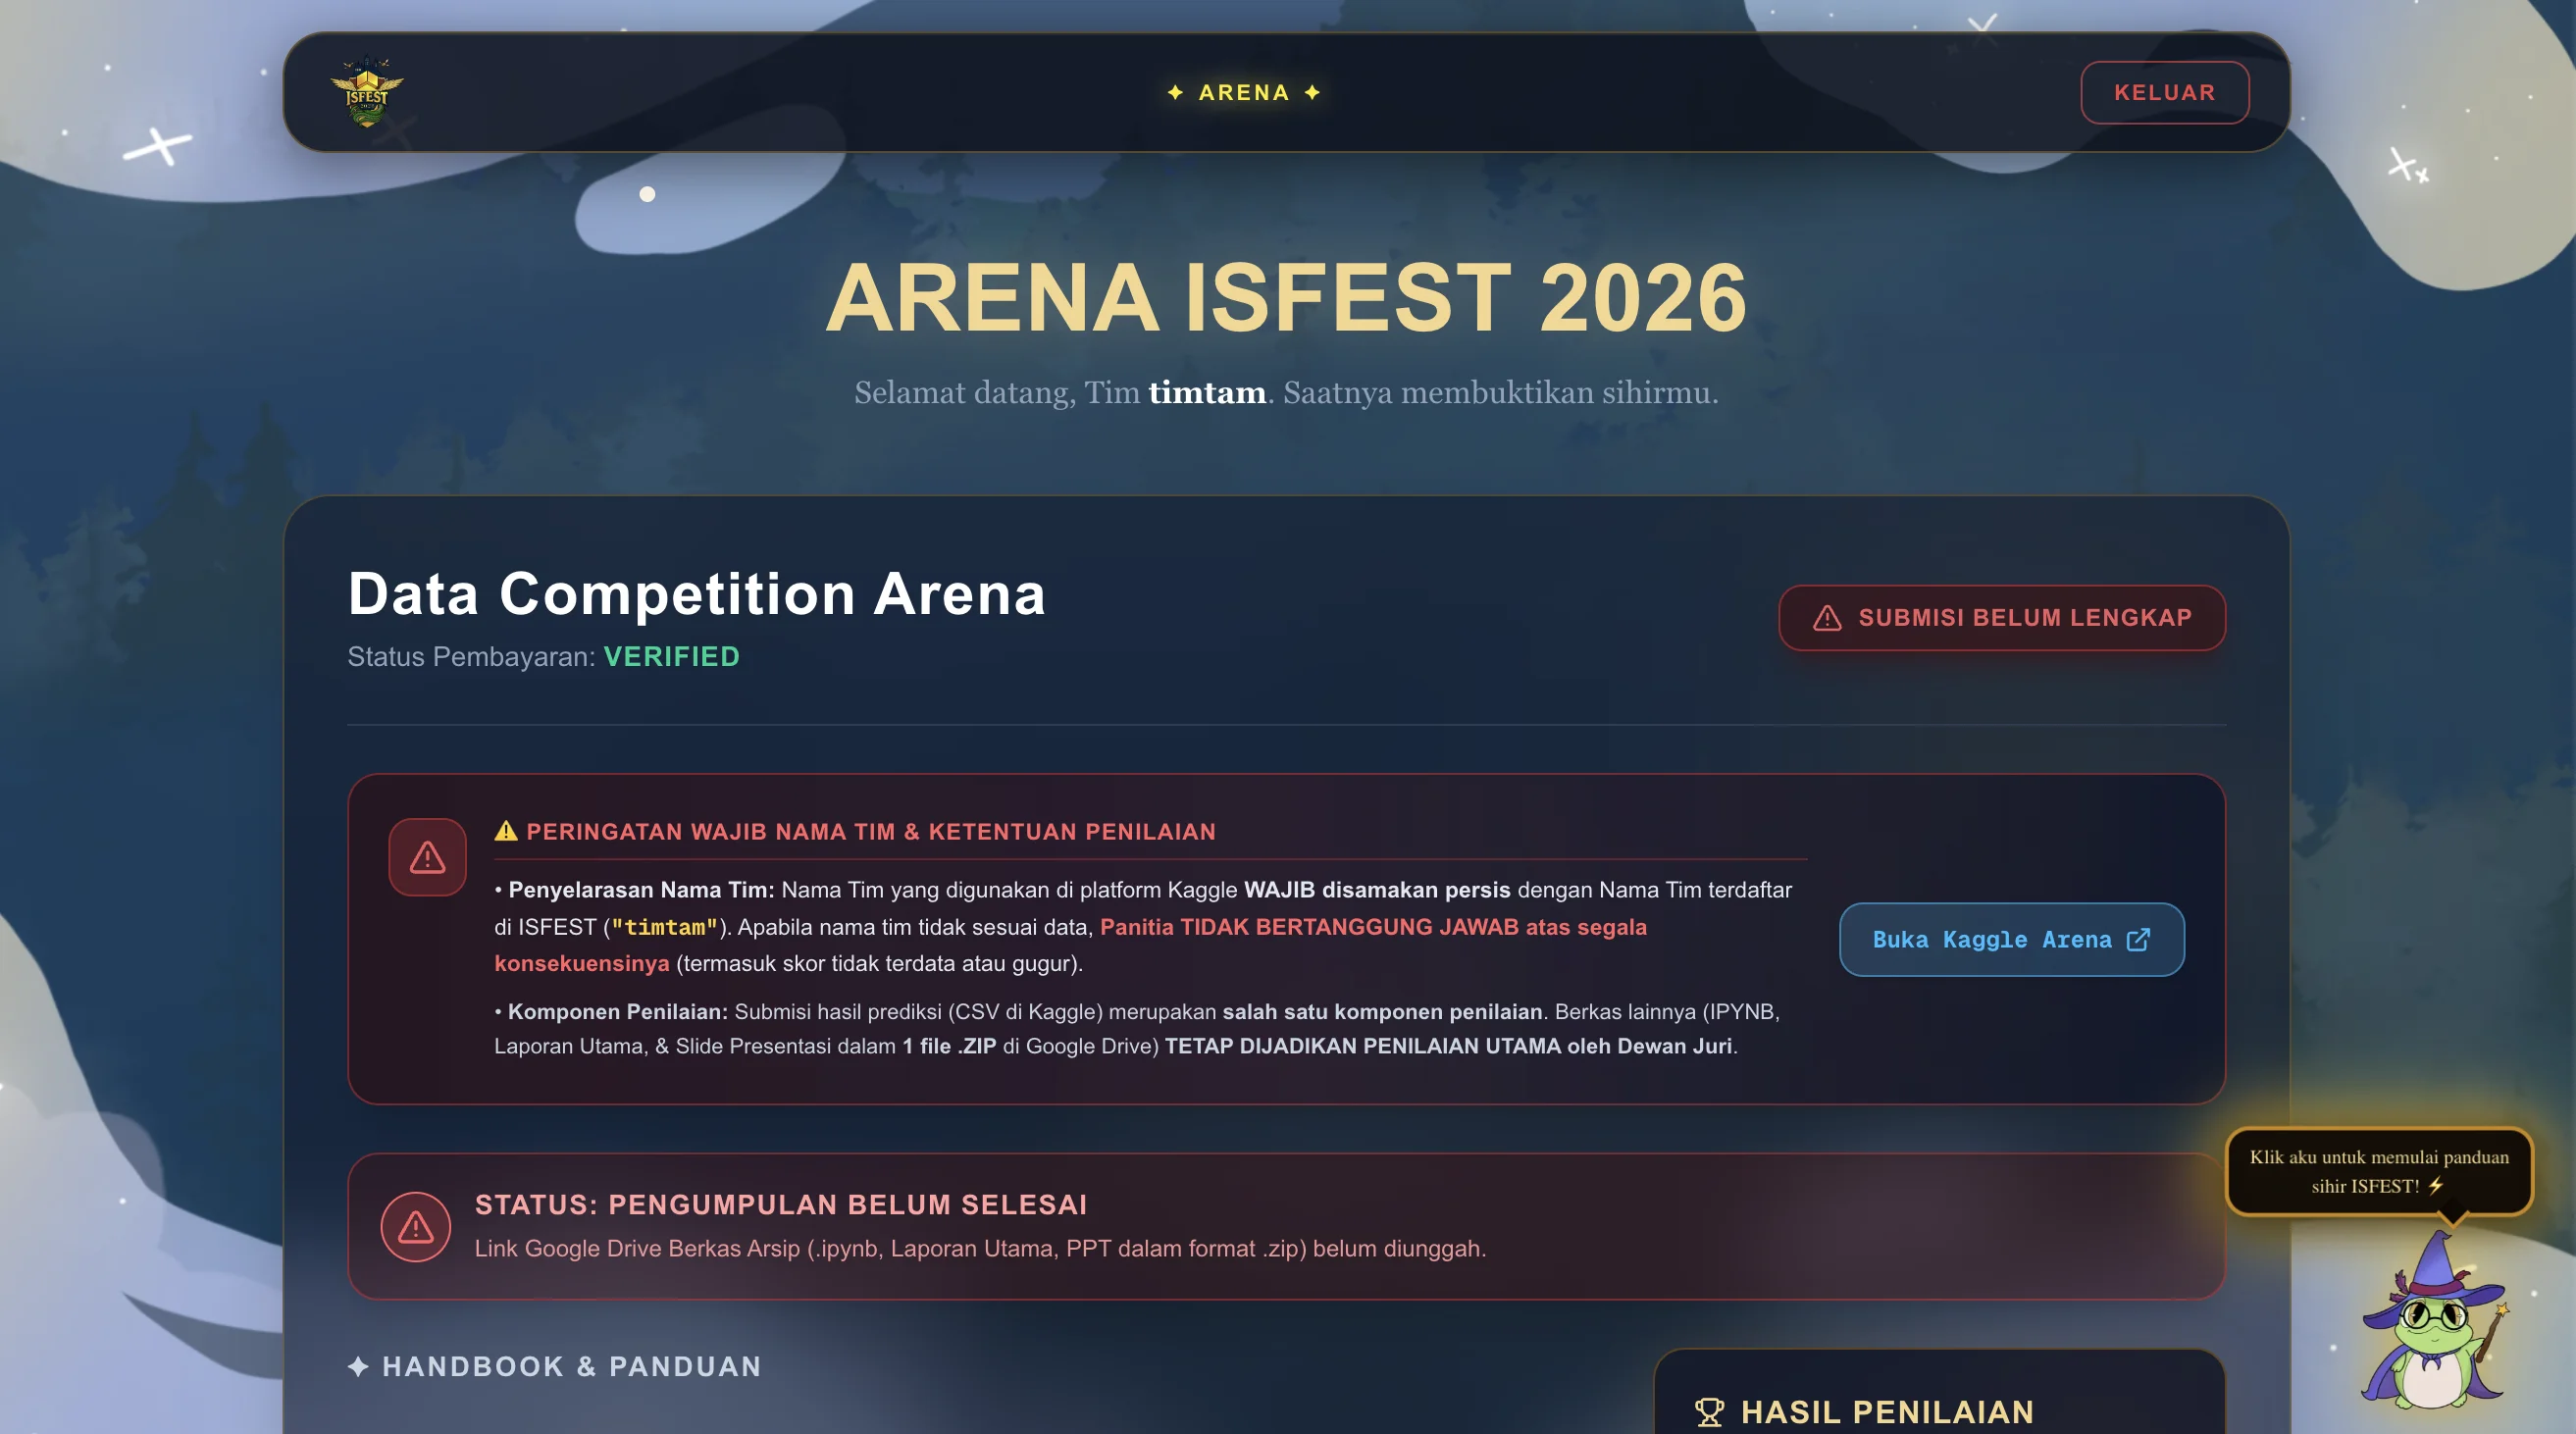 ISFEST
✦ ARENA ✦
KELUAR
ARENA ISFEST 2026
Selamat datang, Tim timtam. Saatnya membuktikan sihirmu.
Data Competition Arena
Status Pembayaran: VERIFIED
SUBMISI BELUM LENGKAP
⚠️ PERINGATAN WAJIB NAMA TIM & KETENTUAN PENILAIAN
• Penyelarasan Nama Tim: Nama Tim yang digunakan di platform Kaggle WAJIB disamakan persis dengan Nama Tim terdaftar
di ISFEST ("timtam"). Apabila nama tim tidak sesuai data, Panitia TIDAK BERTANGGUNG JAWAB atas segala
konsekuensinya (termasuk skor tidak terdata atau gugur).
• Komponen Penilaian: Submisi hasil prediksi (CSV di Kaggle) merupakan salah satu komponen penilaian. Berkas lainnya (IPYNB,
Laporan Utama, & Slide Presentasi dalam 1 file .ZIP di Google Drive) TETAP DIJADIKAN PENILAIAN UTAMA oleh Dewan Juri.
Buka Kaggle Arena
STATUS: PENGUMPULAN BELUM SELESAI
Link Google Drive Berkas Arsip (.ipynb, Laporan Utama, PPT dalam format .zip) belum diunggah.
Klik aku untuk memulai panduan
sihir ISFEST! ⚡
✦ HANDBOOK & PANDUAN
HASIL PENILAIAN